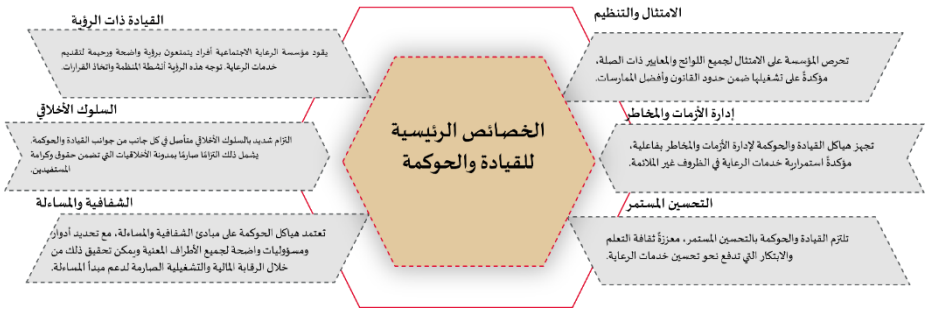 الخصائص الرئيسية
للقيادة والحوكمة
الامتثال والتنظيم
تحرص المؤسسة على الامتثال لجميع اللوائح والمعايير ذات الصلة،
مؤكدةً على تشغيلها ضمن حدود القانون وأفضل الممارسات.
إدارة الأزمات والمخاطر
تجهز هياكل القيادة والحوكمة لإدارة الأزمات والمخاطر بفاعلية،
مؤكدةً استمرارية خدمات الرعاية في الظروف غير الملائمة.
التحسين المستمر
تلتزم القيادة والحوكمة بالتحسين المستمر، معززةً ثقافة التعلم
والابتكار التي تدفع نحو تحسين خدمات الرعاية.
القيادة ذات الرؤية
يقود مؤسسة الرعاية الاجتماعية أفراد يتمتعون برؤية واضحة ورحيمة لتقديم
خدمات الرعاية. توجه هذه الرؤية أنشطة المنظمة واتخاذ القرارات.
السلوك الأخلاقي
التزام شديد بالسلوك الأخلاقي متأصل في كل جانب من جوانب القيادة والحوكمة.
يشمل ذلك التزامًا صارمًا بمدونة الأخلاقيات التي تضمن حقوق وكرامة
المستفيدين.
الشفافية والمساءلة
تعتمد هياكل الحوكمة على مبادئ الشفافية والمساءلة، مع تحديد أدوار
ومسؤوليات واضحة لجميع الأطراف المعنية ويمكن تحقيق ذلك من
خلال الرقابة المالية والتشغيلية الصارمة لدعم مبدأ المساءلة.